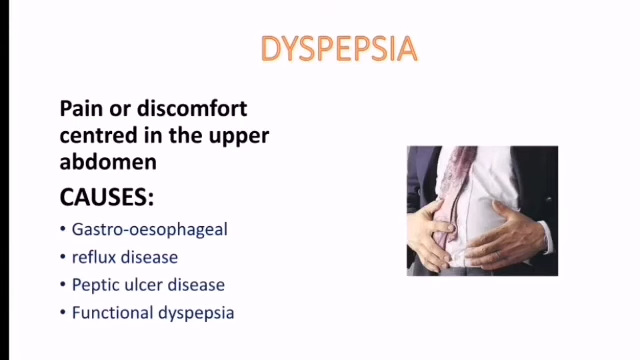 DYSPEPSIA
Pain or discomfort
centred in the upper
abdomen
CAUSES:
• Gastro-oesophageal
• reflux disease
• Peptic ulcer disease
• Functional dyspepsia